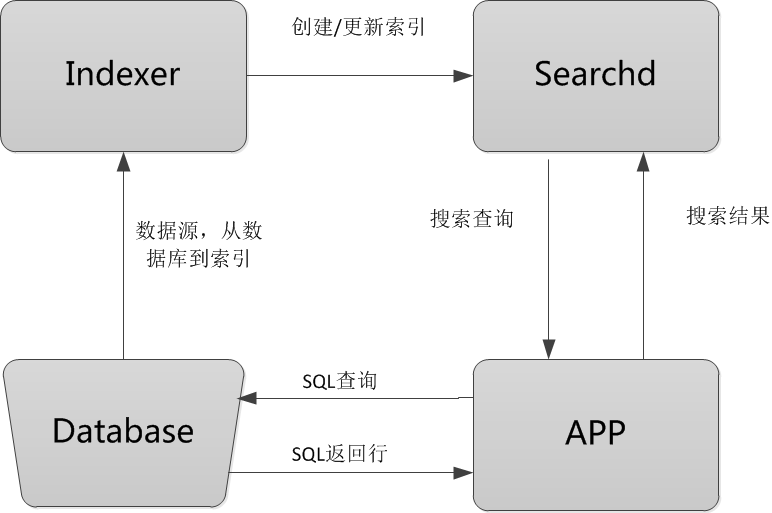 创建/更新索引
Indexer
Searchd
数据源，从数
据库到索引
搜索查询
搜索结果
SQL查询
Database
APP
SQL返回行